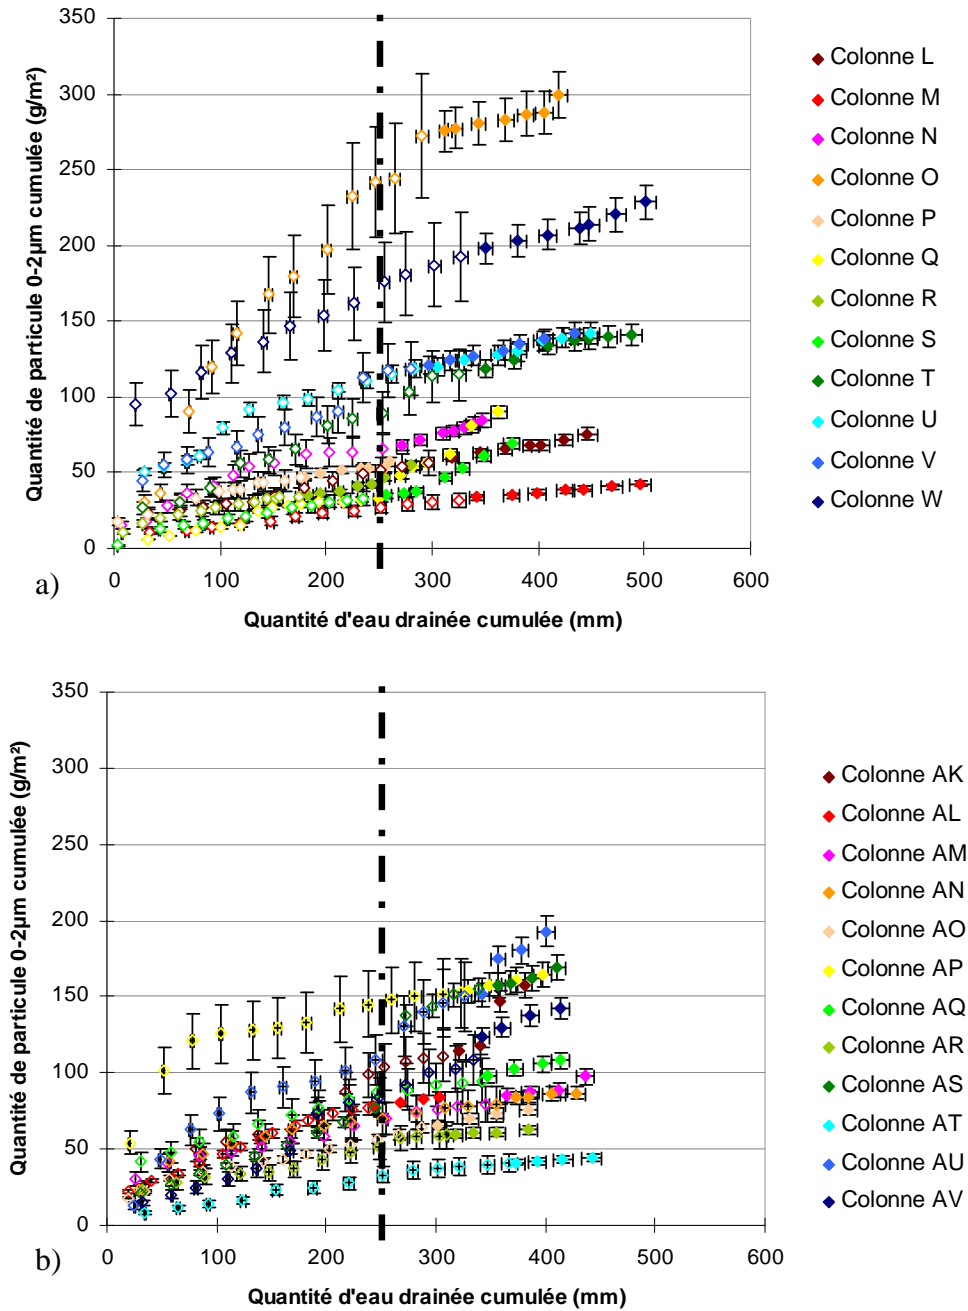 350
300
250
200
150
100
50
0
Quantité de particule 0-2µm cumulée (g/m²)
0 100 200 300 400 500 600
Quantité d'eau drainée cumulée (mm)
a)
Colonne L
Colonne M
Colonne N
Colonne O
Colonne P
Colonne Q
Colonne R
Colonne S
Colonne T
Colonne U
Colonne V
Colonne W
350
300
250
200
150
100
50
0
Quantité de particule 0-2µm cumulée (g/m²)
0 100 200 300 400 500 600
Quantité d'eau drainée cumulée (mm)
b)
Colonne AK
Colonne AL
Colonne AM
Colonne AN
Colonne AO
Colonne AP
Colonne AQ
Colonne AR
Colonne AS
Colonne AT
Colonne AU
Colonne AV